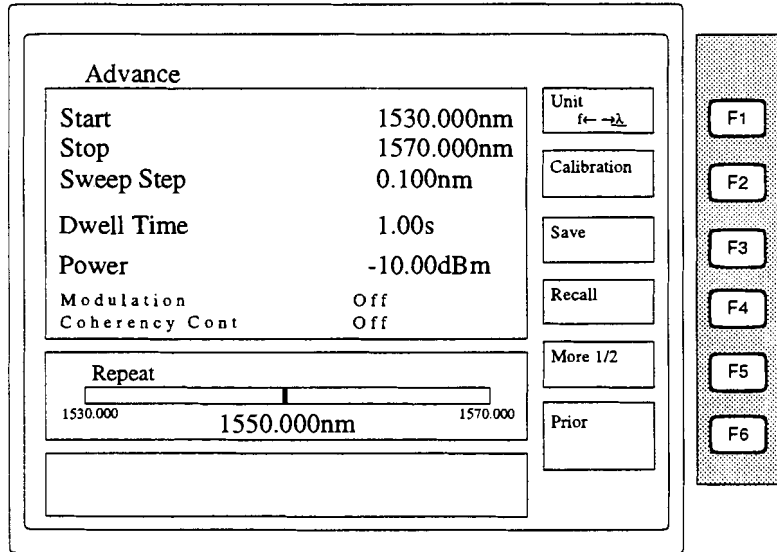 Advance
Start 1530.000nm
Stop 1570.000nm
Sweep Step 0.100nm
Dwell Time 1.00s
Power -10.00dBm
Modulation Off
Coherency Cont Off
Repeat
1530.000 1570.000
1550.000nm
Unit
f← →λ
Calibration
Save
Recall
More 1/2
Prior
F1
F2
F3
F4
F5
F6